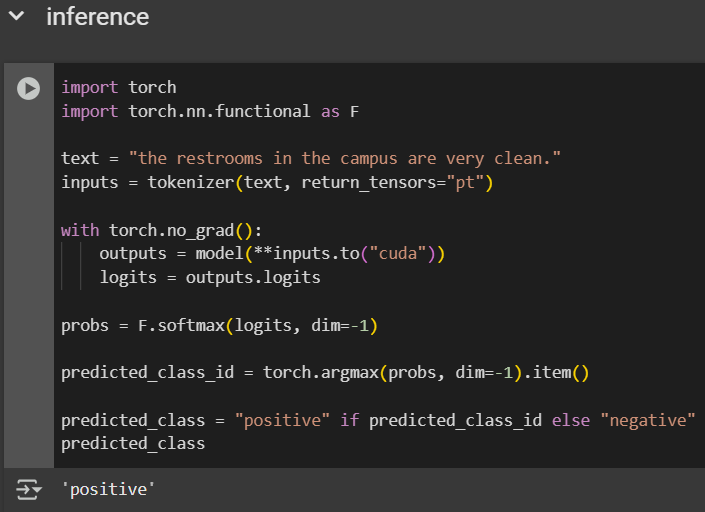 inference
import torch
import torch.nn.functional as F
text = "the restrooms in the campus are very clean."
inputs = tokenizer(text, return_tensors="pt")
with torch.no_grad():
    outputs = model(**inputs.to("cuda"))
    logits = outputs.logits
probs = F.softmax(logits, dim=-1)
predicted_class_id = torch.argmax(probs, dim=-1).item()
predicted_class = "positive" if predicted_class_id else "negative"
predicted_class
'positive'